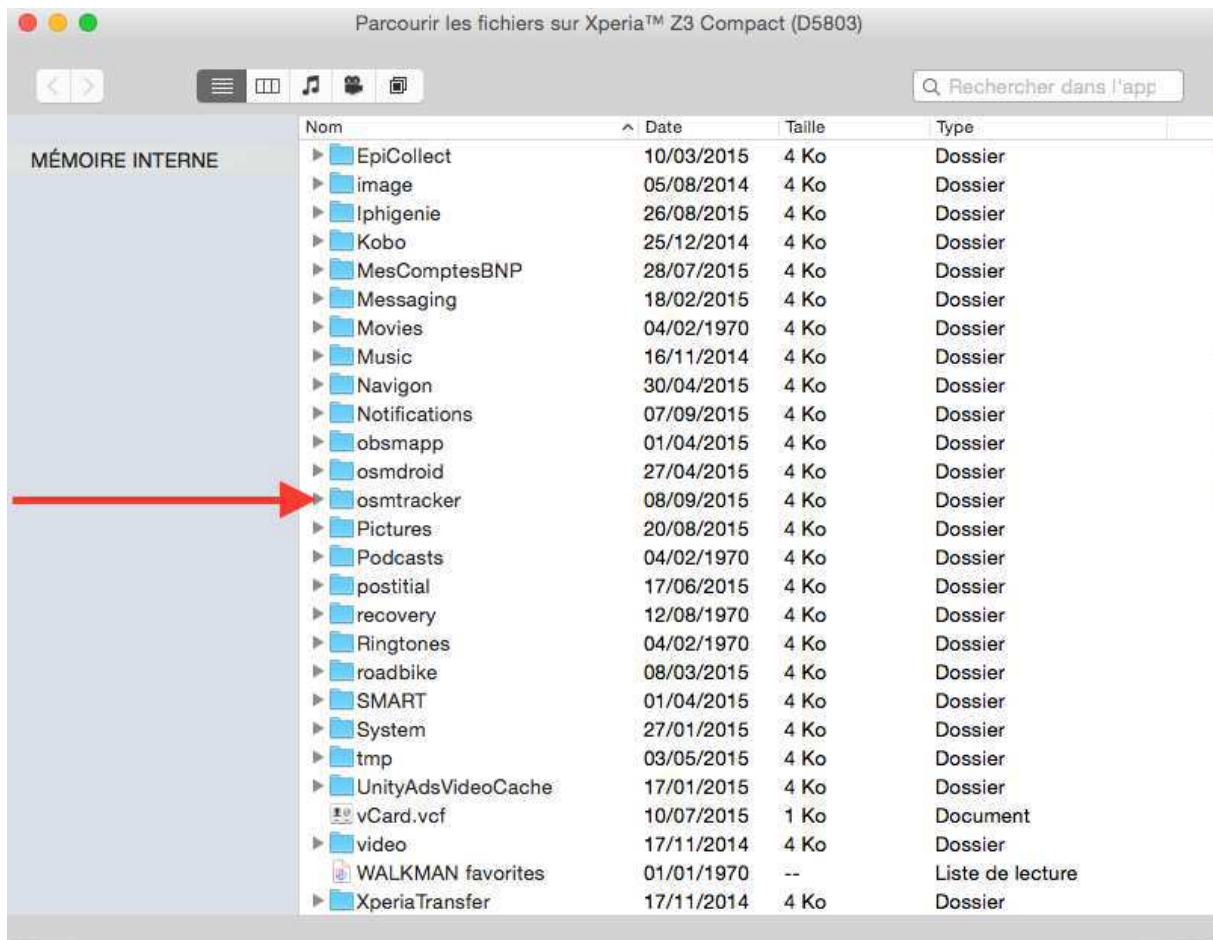 Parcourir les fichiers sur Xperia™ Z3 Compact (D5803)
Rechercher dans l'app
Nom Date Taille Type
MÉMOIRE INTERNE
EpiCollect 10/03/2015 4 Ko Dossier
image 05/08/2014 4 Ko Dossier
Iphigenie 26/08/2015 4 Ko Dossier
Kobo 25/12/2014 4 Ko Dossier
MesComptesBNP 28/07/2015 4 Ko Dossier
Messaging 18/02/2015 4 Ko Dossier
Movies 04/02/1970 4 Ko Dossier
Music 16/11/2014 4 Ko Dossier
Navigon 30/04/2015 4 Ko Dossier
Notifications 07/09/2015 4 Ko Dossier
obsmapp 01/04/2015 4 Ko Dossier
osmdroid 27/04/2015 4 Ko Dossier
osmtracker 08/09/2015 4 Ko Dossier
Pictures 20/08/2015 4 Ko Dossier
Podcasts 04/02/1970 4 Ko Dossier
postitial 17/06/2015 4 Ko Dossier
recovery 12/08/1970 4 Ko Dossier
Ringtones 04/02/1970 4 Ko Dossier
roadbike 08/03/2015 4 Ko Dossier
SMART 01/04/2015 4 Ko Dossier
System 27/01/2015 4 Ko Dossier
tmp 03/05/2015 4 Ko Dossier
UnityAdsVideoCache 17/01/2015 4 Ko Dossier
vCard.vcf 10/07/2015 1 Ko Document
video 17/11/2014 4 Ko Dossier
WALKMAN favorites 01/01/1970 -- Liste de lecture
XperiaTransfer 17/11/2014 4 Ko Dossier